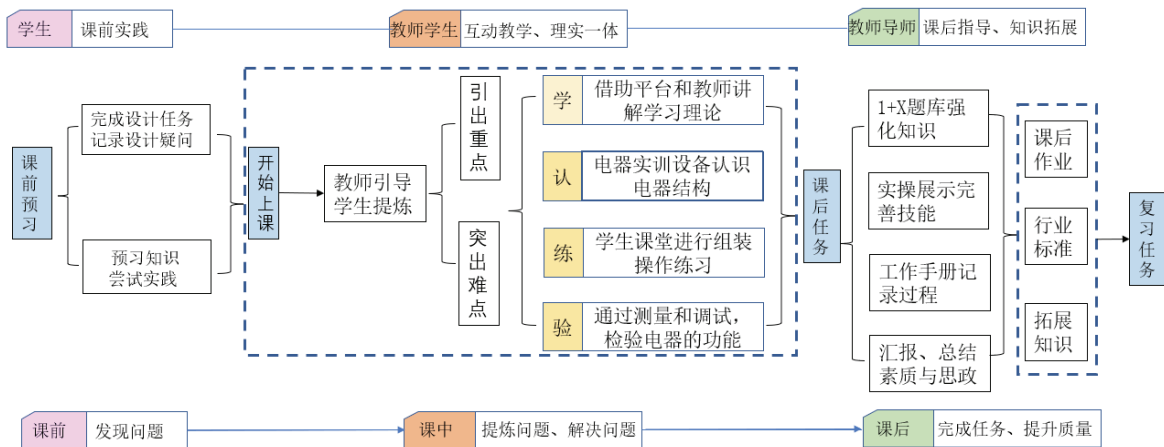 学生 课前实践
教师学生 互动教学、理实一体
教师导师 课后指导、知识拓展
课前预习
完成设计任务
记录设计疑问
预习知识
尝试实践
开始上课
教师引导
学生提炼
引出重点
突出难点
学
借助平台和教师讲
解学习理论
认
电器实训设备认识
电器结构
练
学生课堂进行组装
操作练习
验
通过测量和调试，
检验电器的功能
课后任务
1+X题库强
化知识
实操展示完
善技能
工作手册记
录过程
汇报、总结
素质与思政
课后
作业
行业
标准
拓展
知识
复习任务
课前 发现问题
课中 提炼问题、解决问题
课后 完成任务、提升质量